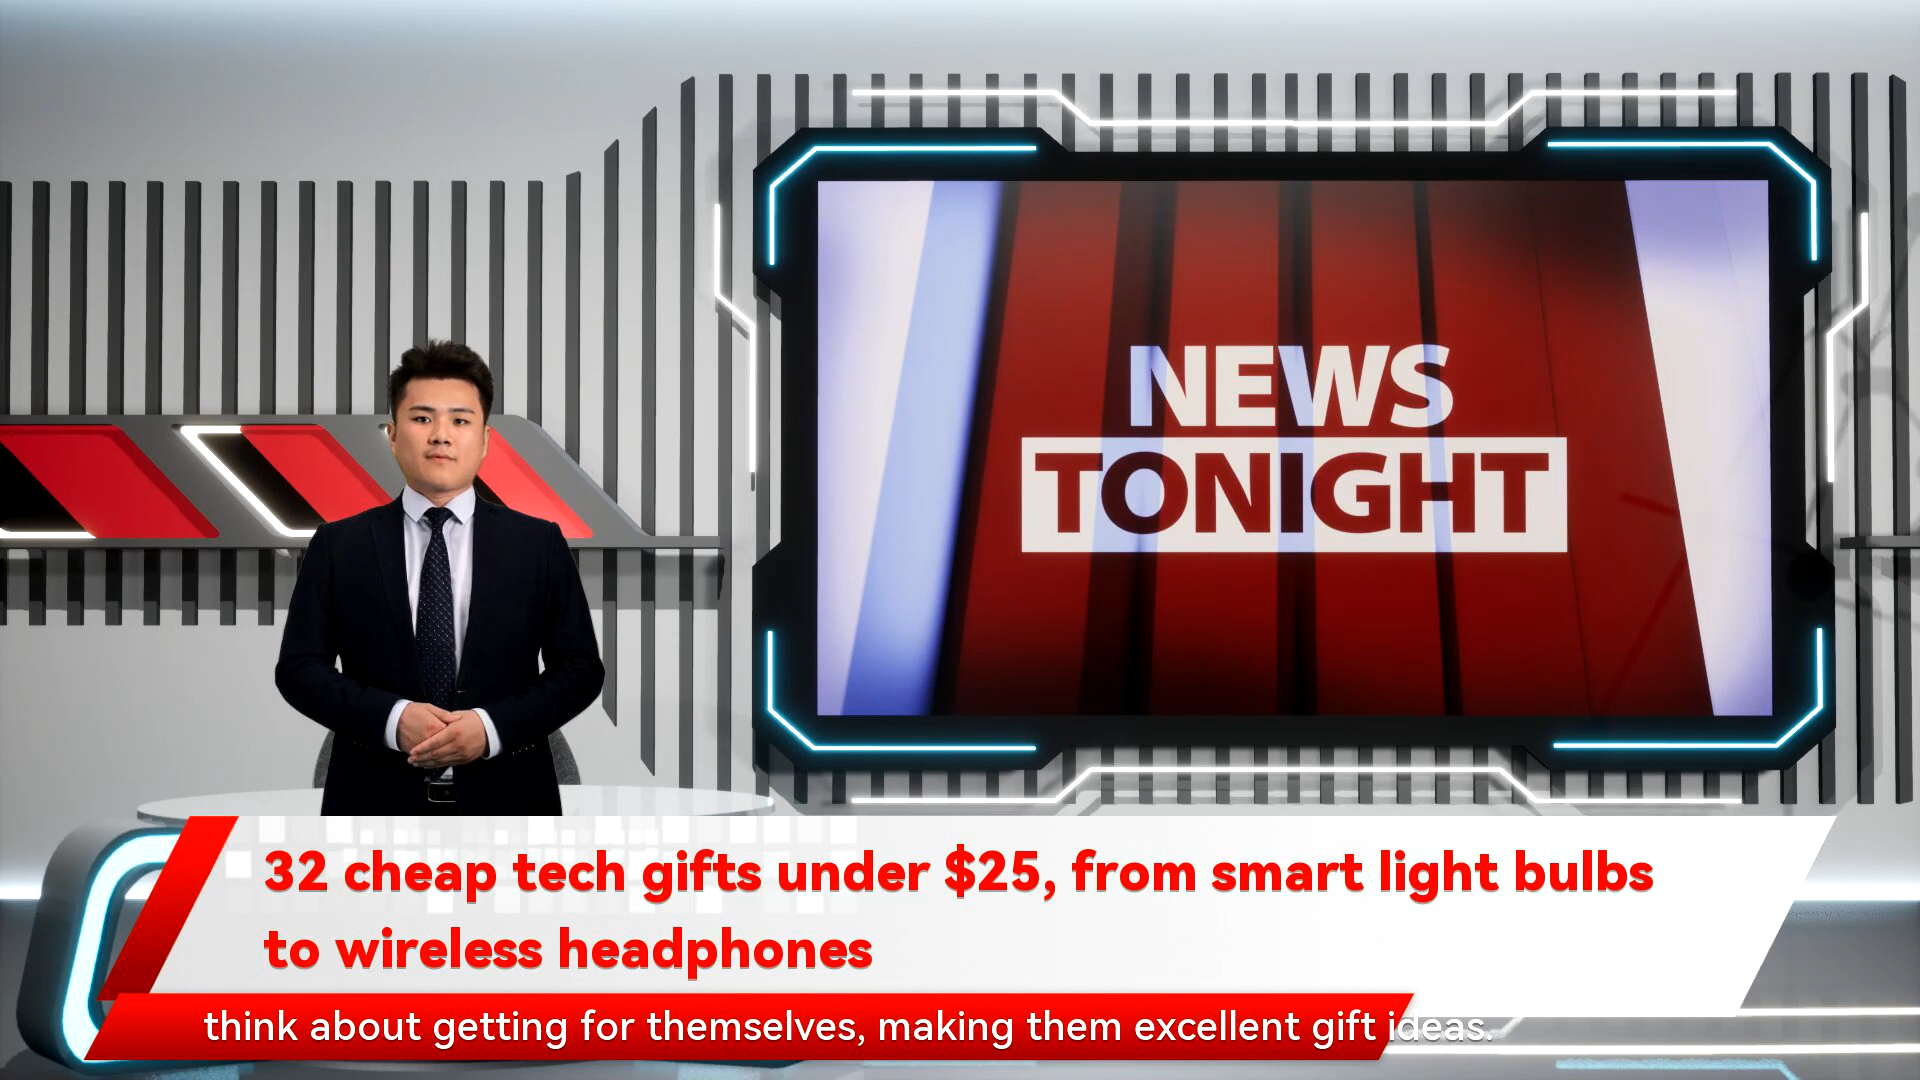 NEWS
TONIGHT
32 cheap tech gifts under $25, from smart light bulbs
to wireless headphones
think about getting for themselves, making them excellent gift ideas.